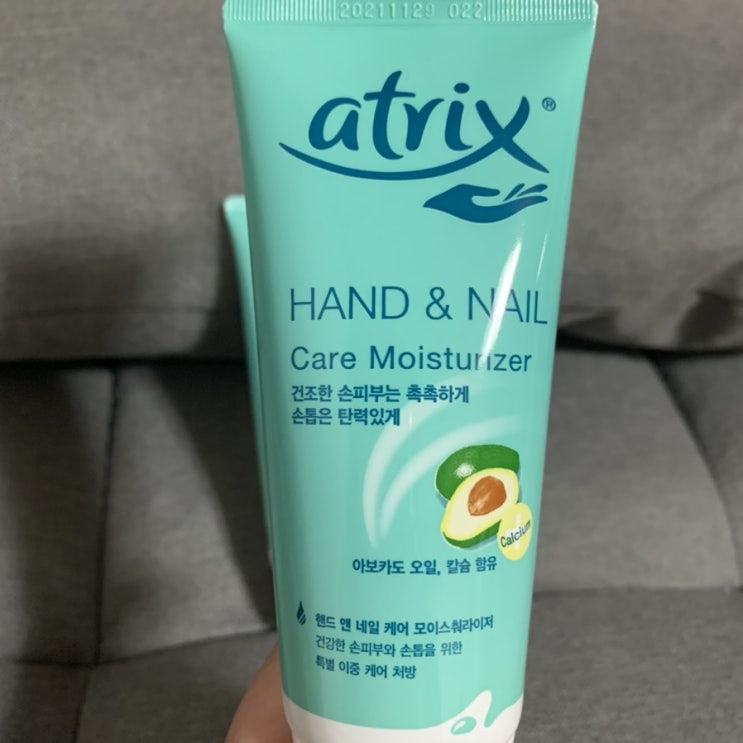 20211129 022
atrix®
HAND & NAIL
Care Moisturizer
건조한 손피부는 촉촉하게
손톱은 탄력있게
Calcium
아보카도 오일, 칼슘 함유
핸드 앤 네일 케어 모이스춰라이저
건강한 손피부와 손톱을 위한
특별 이중 케어 처방